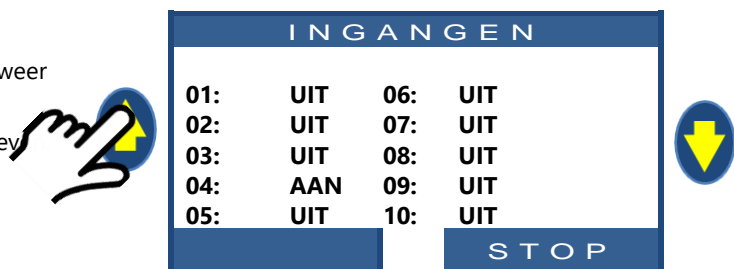 INGANGEN
weer
01: UIT 06: UIT
02: UIT 07: UIT
03: UIT 08: UIT
04: AAN 09: UIT
05: UIT 10: UIT
STOP